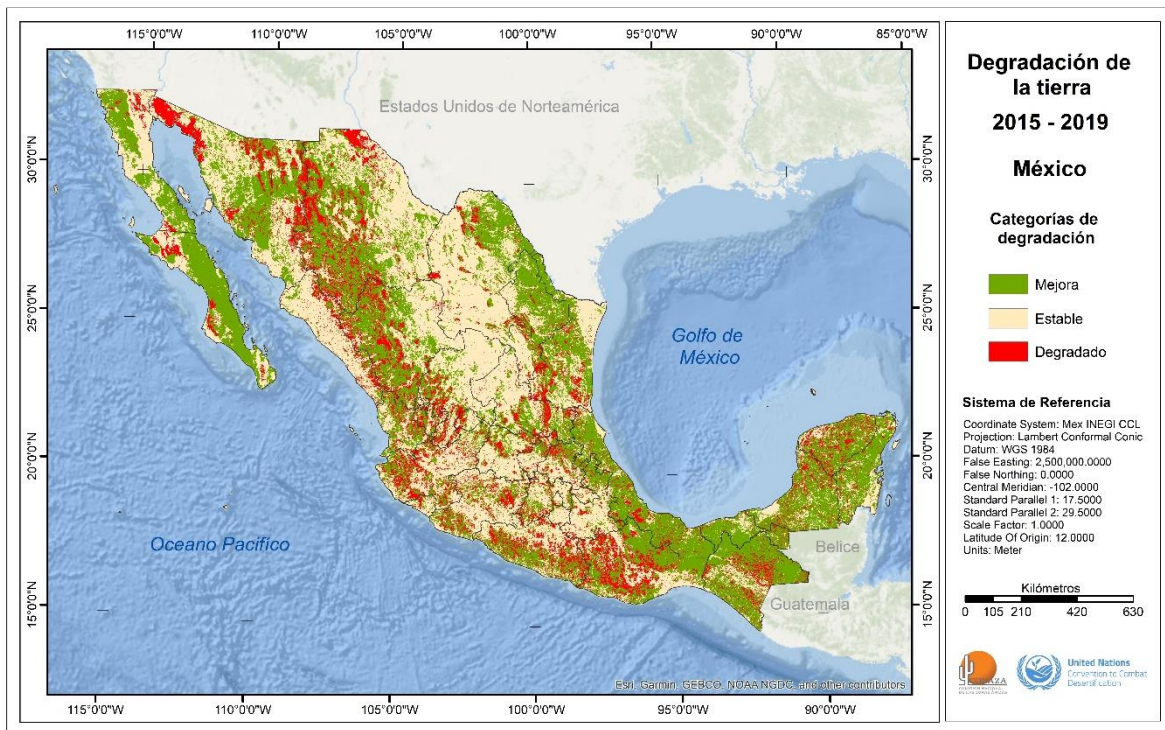 115°0'0"W
110°0'0"W
105°0'0"W
100°0'0"W
95°0'0"W
90°0'0"W
85°0'0"W
30°0'0"N
25°0'0"N
20°0'0"N
15°0'0"N
Estados Unidos de Norteamérica
Golfo de
México
Oceano Pacífico
Belice
Guatemala
Esri, Garmin, GEBCO, NOAA NGDC, and other contributors
30°0'0"N
25°0'0"N
20°0'0"N
15°0'0"N
115°0'0"W
110°0'0"W
105°0'0"W
100°0'0"W
95°0'0"W
90°0'0"W
Degradación de
la tierra
2015 - 2019
México
Categorías de
degradación
Mejora
Estable
Degradado
Sistema de Referencia
Coordinate System: Mex INEGI CCL
Projection: Lambert Conformal Conic
Datum: WGS 1984
False Easting: 2,500,000.0000
False Northing: 0.0000
Central Meridian: -102.0000
Standard Parallel 1: 17.5000
Standard Parallel 2: 29.5000
Scale Factor: 1.0000
Latitude Of Origin: 12.0000
Units: Meter
Kilómetros
0 105 210 420 630
United Nations
Convention to Combat
Desertification